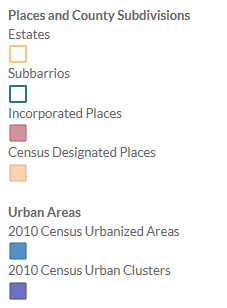 Places and County Subdivisions
Estates
Subbarrios
Incorporated Places
Census Designated Places
Urban Areas
2010 Census Urbanized Areas
2010 Census Urban Clusters